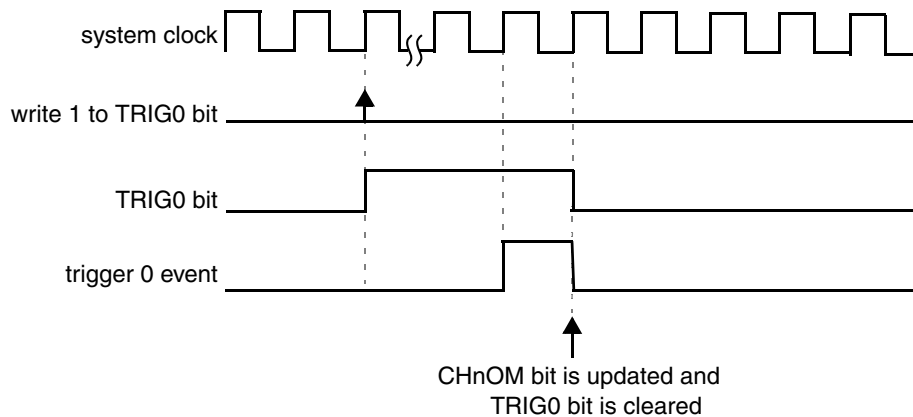 system clock
write 1 to TRIG0 bit
TRIG0 bit
trigger 0 event
CHnOM bit is updated and
TRIG0 bit is cleared